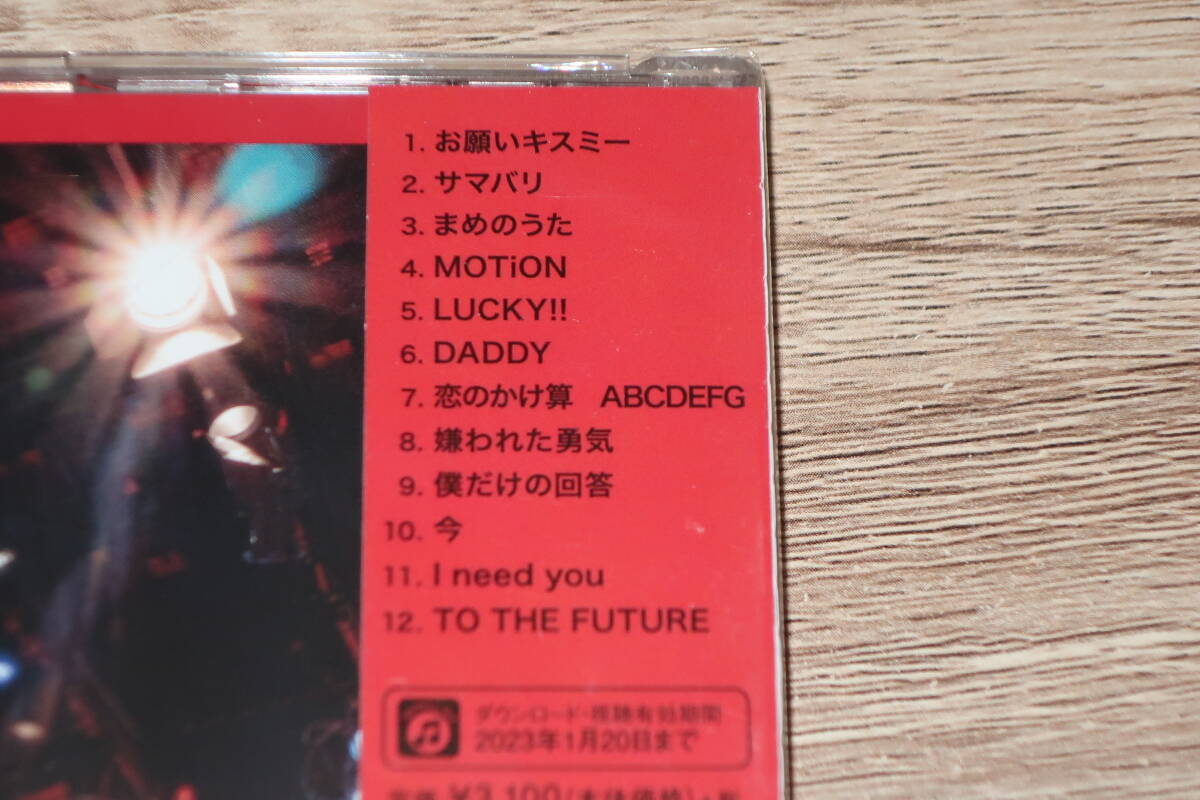 1. お願いキスミー
2. サマバリ
3. まめのうた
4. MOTiON
5. LUCKY!!
6. DADDY
7. 恋のかけ算　ABCDEFG
8. 嫌われた勇気
9. 僕だけの回答
10. 今
11. I need you
12. TO THE FUTURE
ダウンロード・視聴有効期間
2023年1月20日まで
¥3,100